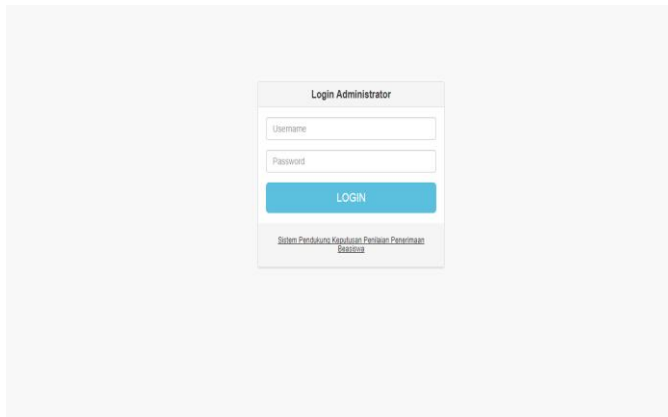 Login Administrator
Username
Password
LOGIN
Sistem Pendukung Keputusan Penilaian Penerimaan
Beasiswa